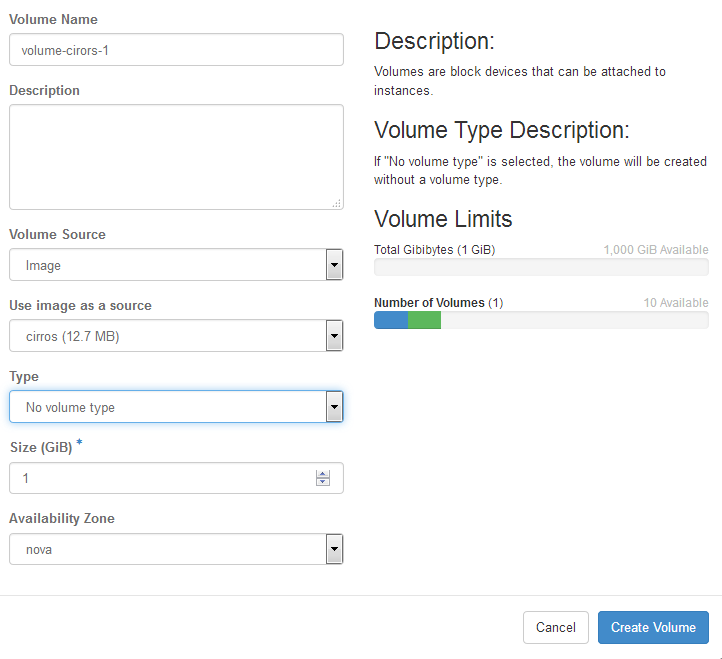 Volume Name
volume-cirors-1
Description
Volume Source
Image
Use image as a source
cirros (12.7 MB)
Type
No volume type
Size (GiB) *
1
Availability Zone
nova
Description:
Volumes are block devices that can be attached to
instances.
Volume Type Description:
If "No volume type" is selected, the volume will be created
without a volume type.
Volume Limits
Total Gibibytes (1 GiB) 1,000 GiB Available
Number of Volumes (1) 10 Available
Cancel Create Volume